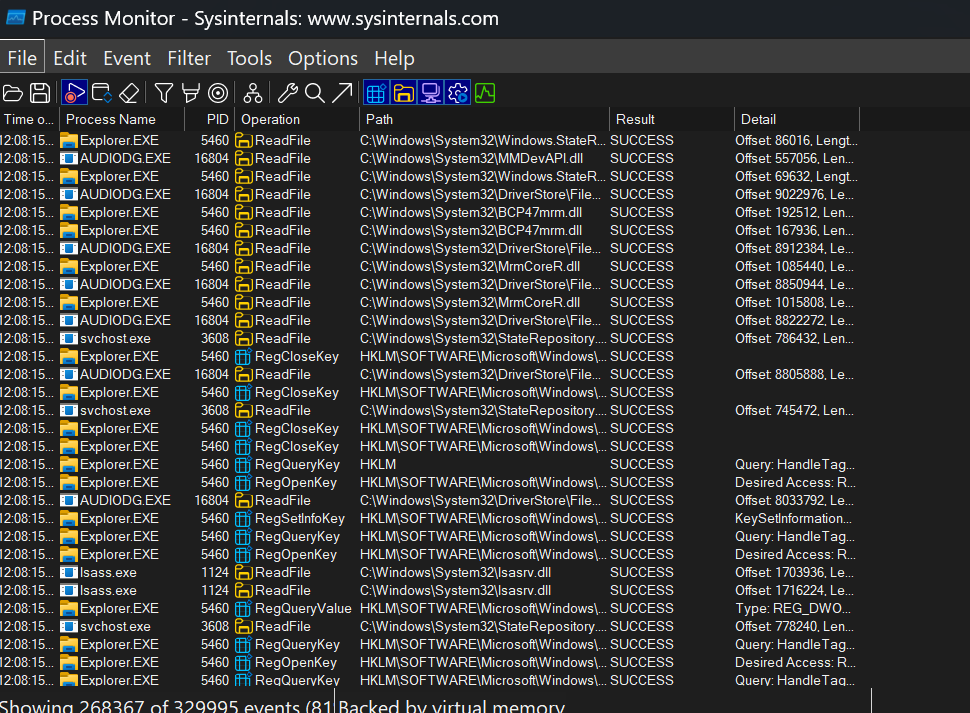 Process Monitor - Sysinternals: www.sysinternals.com
File Edit Event Filter Tools Options Help
Time o... Process Name PID Operation Path Result Detail
12:08:15... Explorer.EXE 5460 ReadFile C:\Windows\System32\Windows.StateR... SUCCESS Offset: 86016, Lengt...
12:08:15... AUDIODG.EXE 16804 ReadFile C:\Windows\System32\MMDevAPI.dll SUCCESS Offset: 557056, Len...
12:08:15... Explorer.EXE 5460 ReadFile C:\Windows\System32\Windows.StateR... SUCCESS Offset: 69632, Lengt...
12:08:15... AUDIODG.EXE 16804 ReadFile C:\Windows\System32\DriverStore\File... SUCCESS Offset: 9022976, Le...
12:08:15... Explorer.EXE 5460 ReadFile C:\Windows\System32\BCP47mrm.dll SUCCESS Offset: 192512, Len...
12:08:15... Explorer.EXE 5460 ReadFile C:\Windows\System32\BCP47mrm.dll SUCCESS Offset: 167936, Len...
12:08:15... AUDIODG.EXE 16804 ReadFile C:\Windows\System32\DriverStore\File... SUCCESS Offset: 8912384, Le...
12:08:15... Explorer.EXE 5460 ReadFile C:\Windows\System32\MrmCoreR.dll SUCCESS Offset: 1085440, Le...
12:08:15... AUDIODG.EXE 16804 ReadFile C:\Windows\System32\DriverStore\File... SUCCESS Offset: 8850944, Le...
12:08:15... Explorer.EXE 5460 ReadFile C:\Windows\System32\MrmCoreR.dll SUCCESS Offset: 1015808, Le...
12:08:15... AUDIODG.EXE 16804 ReadFile C:\Windows\System32\DriverStore\File... SUCCESS Offset: 8822272, Le...
12:08:15... svchost.exe 3608 ReadFile C:\Windows\System32\StateRepository.... SUCCESS Offset: 786432, Len...
12:08:15... Explorer.EXE 5460 RegCloseKey HKLM\SOFTWARE\Microsoft\Windows\... SUCCESS
12:08:15... AUDIODG.EXE 16804 ReadFile C:\Windows\System32\DriverStore\File... SUCCESS Offset: 8805888, Le...
12:08:15... Explorer.EXE 5460 RegCloseKey HKLM\SOFTWARE\Microsoft\Windows\... SUCCESS
12:08:15... svchost.exe 3608 ReadFile C:\Windows\System32\StateRepository.... SUCCESS Offset: 745472, Len...
12:08:15... Explorer.EXE 5460 RegCloseKey HKLM\SOFTWARE\Microsoft\Windows\... SUCCESS
12:08:15... Explorer.EXE 5460 RegCloseKey HKLM\SOFTWARE\Microsoft\Windows\... SUCCESS
12:08:15... Explorer.EXE 5460 RegQueryKey HKLM SUCCESS Query: HandleTag...
12:08:15... Explorer.EXE 5460 RegOpenKey HKLM\SOFTWARE\Microsoft\Windows\... SUCCESS Desired Access: R...
12:08:15... AUDIODG.EXE 16804 ReadFile C:\Windows\System32\DriverStore\File... SUCCESS Offset: 8033792, Le...
12:08:15... Explorer.EXE 5460 RegSetInfoKey HKLM\SOFTWARE\Microsoft\Windows\... SUCCESS KeySetInformation...
12:08:15... Explorer.EXE 5460 RegQueryKey HKLM\SOFTWARE\Microsoft\Windows\... SUCCESS Query: HandleTag...
12:08:15... Explorer.EXE 5460 RegOpenKey HKLM\SOFTWARE\Microsoft\Windows\... SUCCESS Desired Access: R...
12:08:15... lsass.exe 1124 ReadFile C:\Windows\System32\lsasrv.dll SUCCESS Offset: 1703936, Le...
12:08:15... lsass.exe 1124 ReadFile C:\Windows\System32\lsasrv.dll SUCCESS Offset: 1716224, Le...
12:08:15... Explorer.EXE 5460 RegQueryValue HKLM\SOFTWARE\Microsoft\Windows\... SUCCESS Type: REG_DWO...
12:08:15... svchost.exe 3608 ReadFile C:\Windows\System32\StateRepository.... SUCCESS Offset: 778240, Len...
12:08:15... Explorer.EXE 5460 RegQueryKey HKLM\SOFTWARE\Microsoft\Windows\... SUCCESS Query: HandleTag...
12:08:15... Explorer.EXE 5460 RegOpenKey HKLM\SOFTWARE\Microsoft\Windows\... SUCCESS Desired Access: R...
12:08:15... Explorer.EXE 5460 RegQueryKey HKLM\SOFTWARE\Microsoft\Windows\... SUCCESS Query: HandleTag...
Showing 268367 of 329995 events (81 Backed by virtual memory